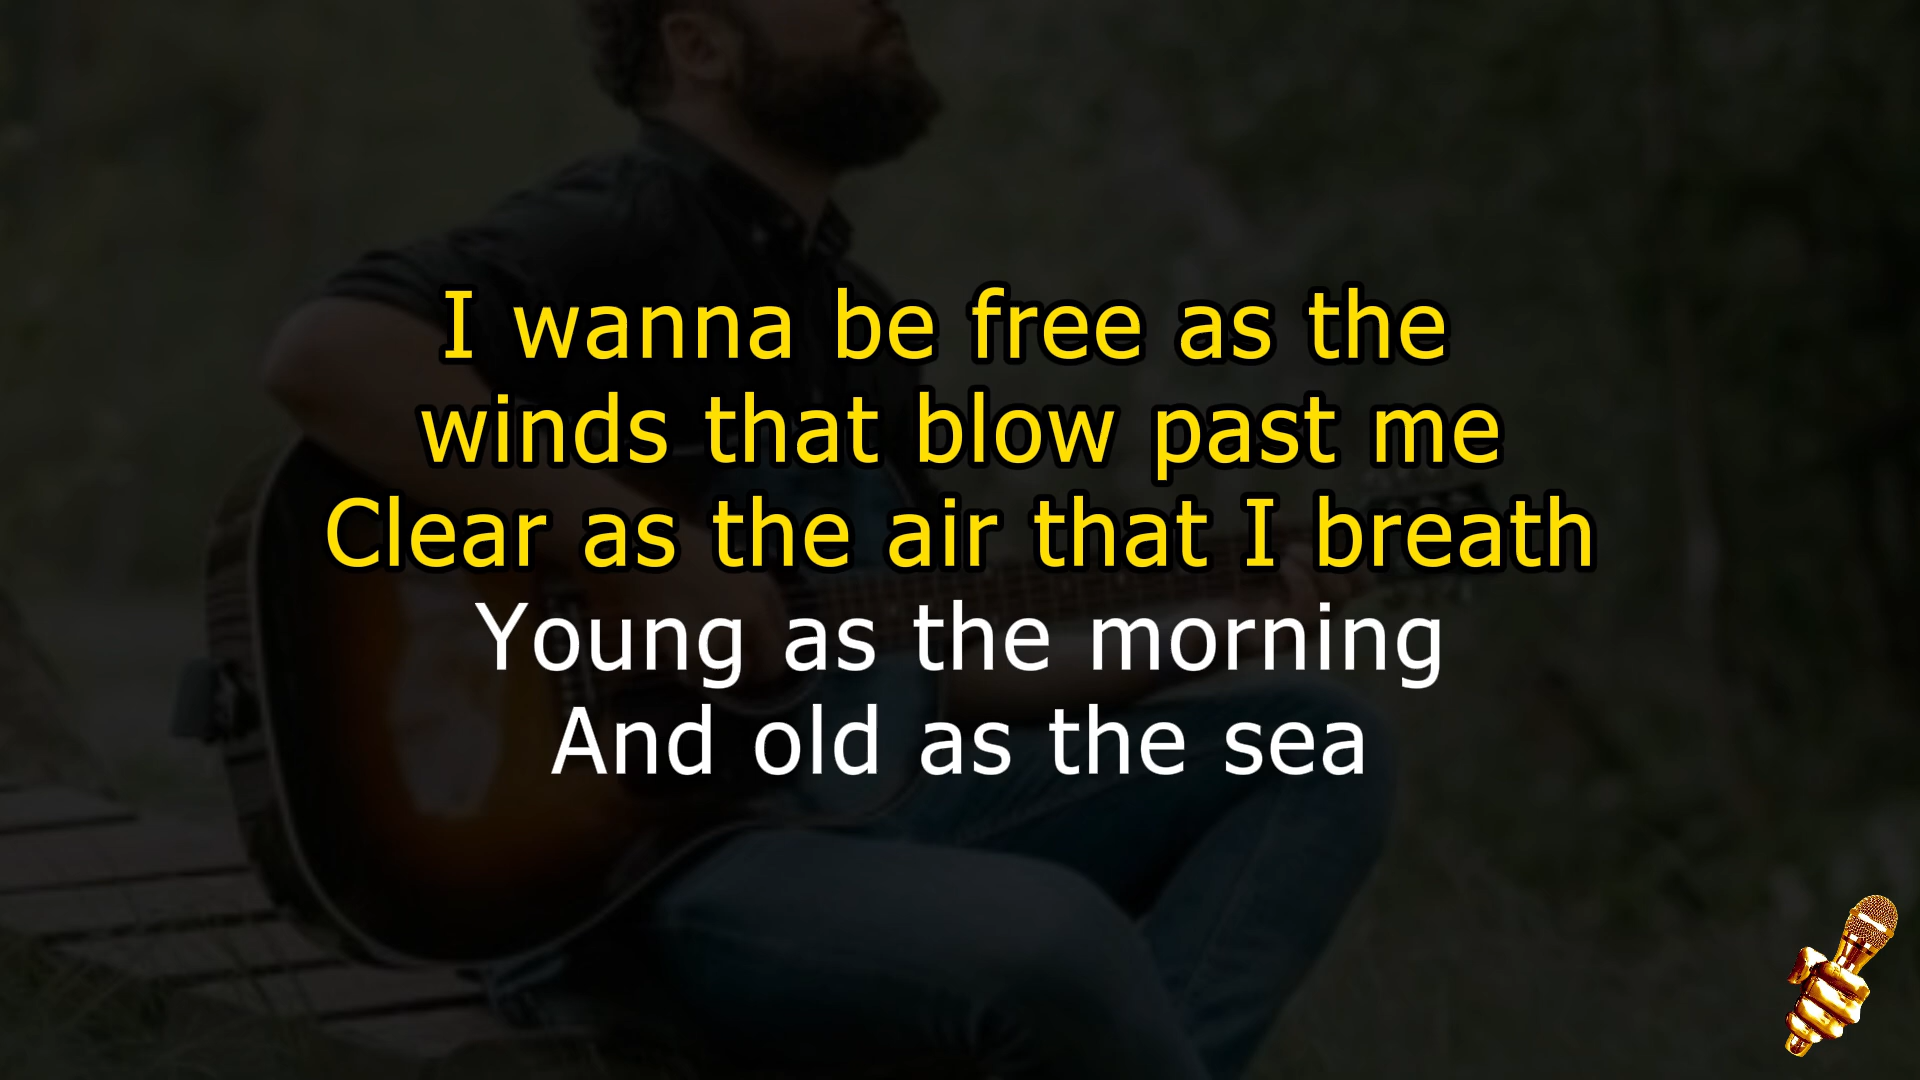 I wanna be free as the
winds that blow past me
Clear as the air that I breath
Young as the morning
And old as the sea